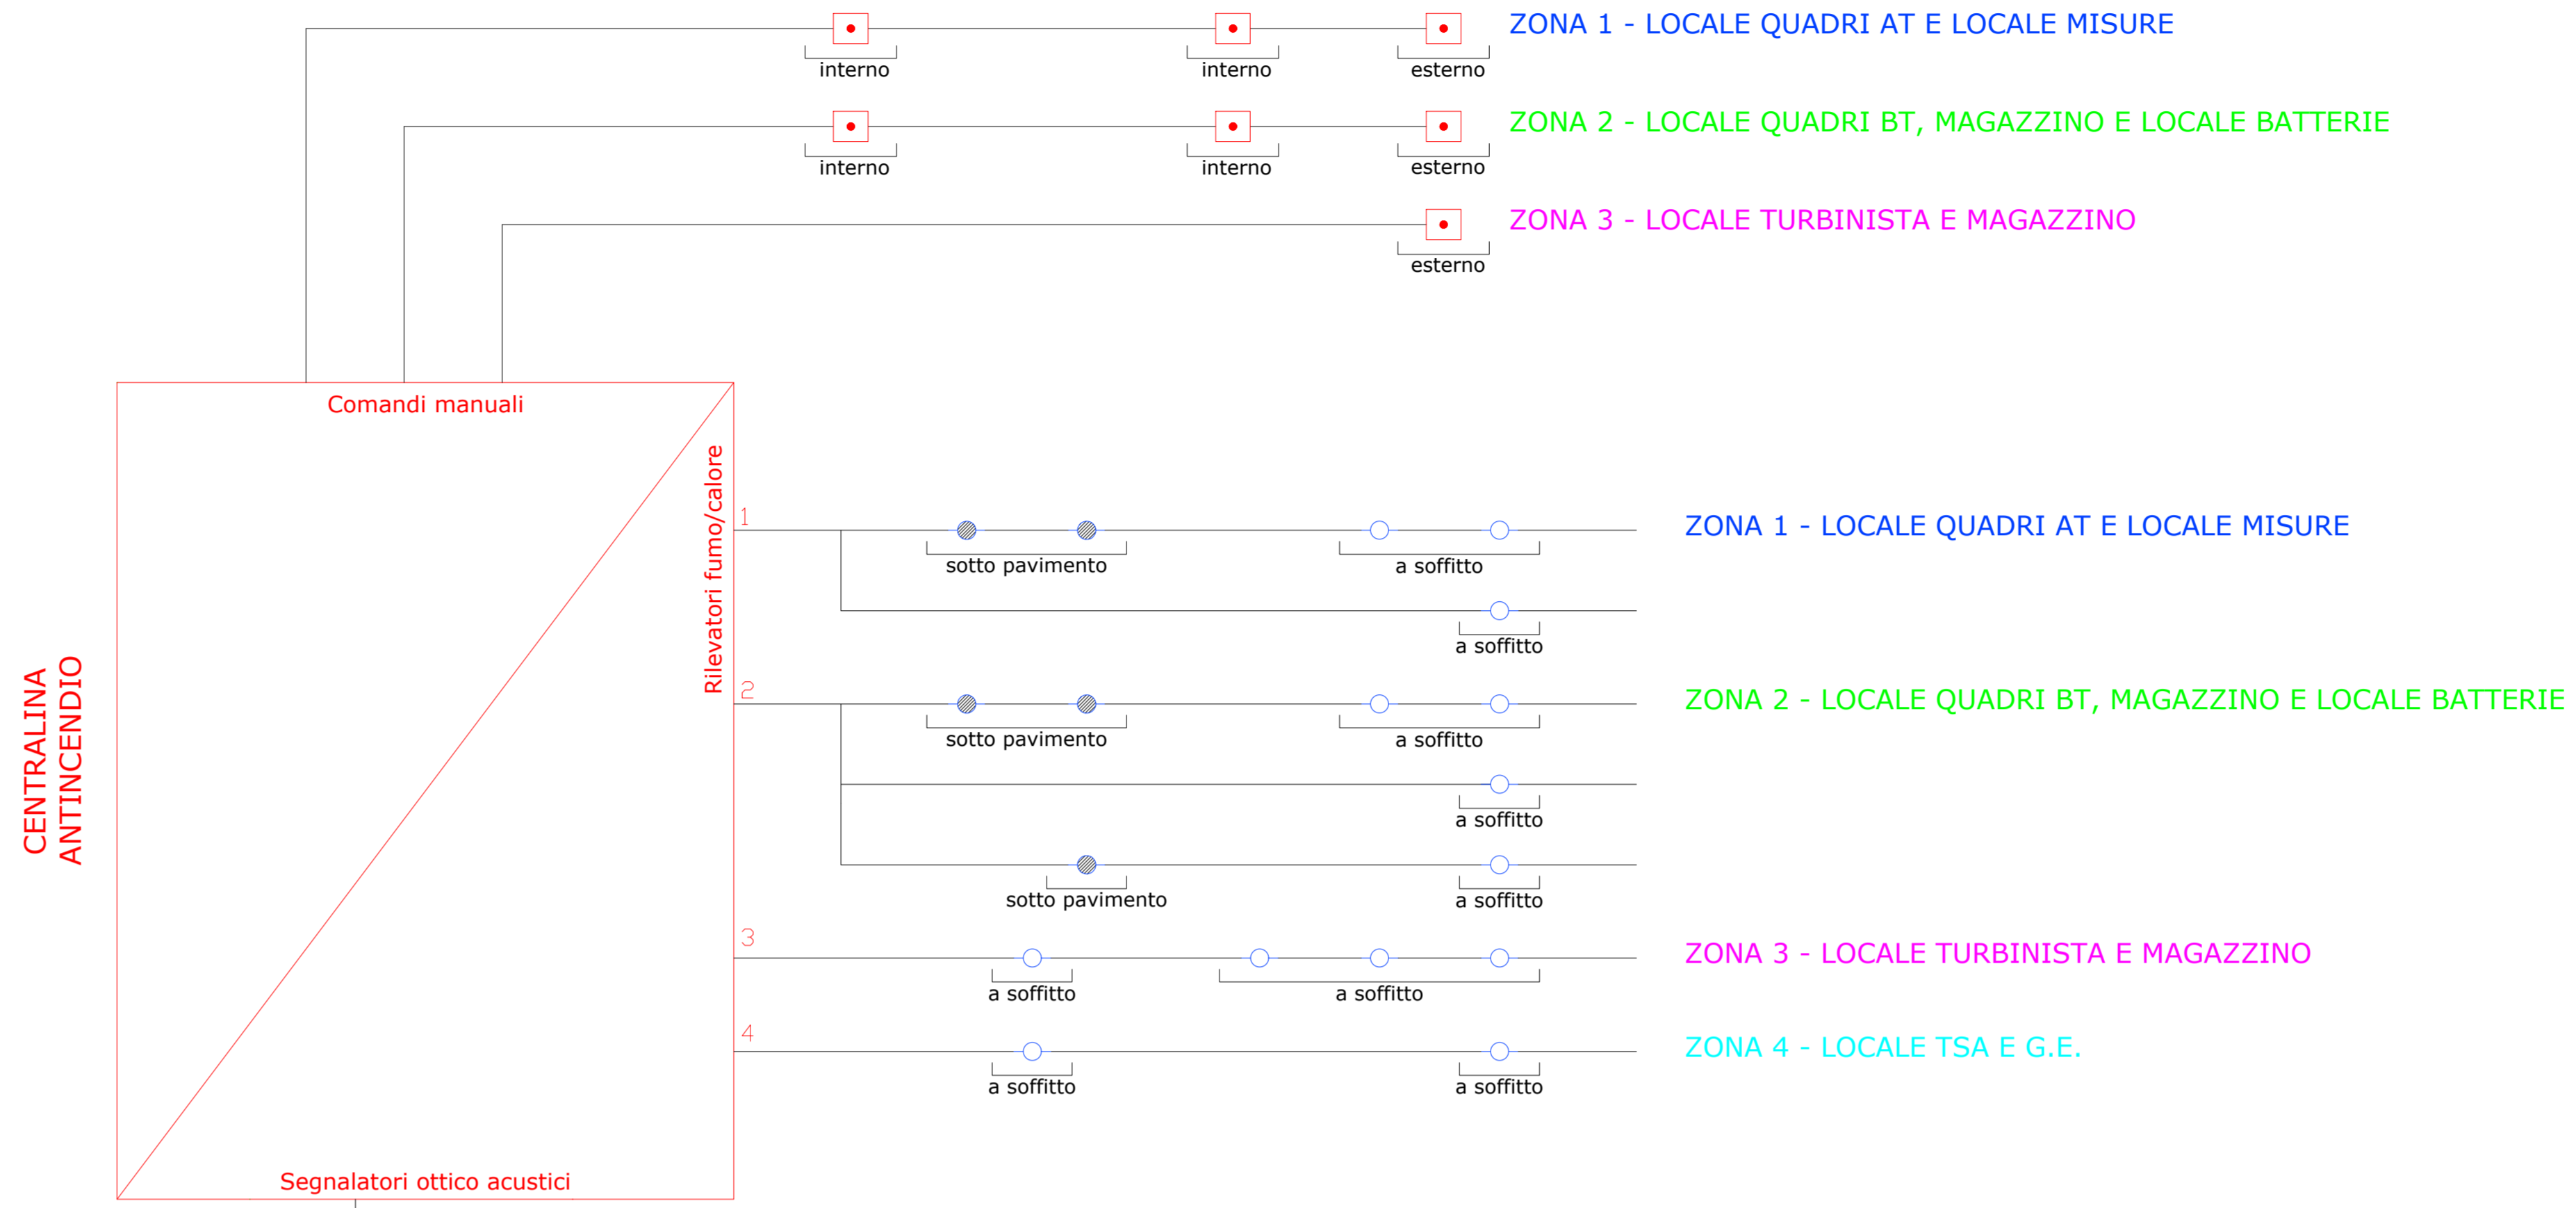 ZONA 1 - LOCALE QUADRI AT E LOCALE MISURE
interno
interno
esterno
ZONA 2 - LOCALE QUADRI BT, MAGAZZINO E LOCALE BATTERIE
interno
interno
esterno
ZONA 3 - LOCALE TURBINISTA E MAGAZZINO
esterno
CENTRALINA
ANTINCENDIO
Comandi manuali
Rilevatori fumo/calore
1
sotto pavimento
a soffitto
ZONA 1 - LOCALE QUADRI AT E LOCALE MISURE
a soffitto
2
sotto pavimento
a soffitto
ZONA 2 - LOCALE QUADRI BT, MAGAZZINO E LOCALE BATTERIE
a soffitto
sotto pavimento
a soffitto
3
a soffitto
a soffitto
ZONA 3 - LOCALE TURBINISTA E MAGAZZINO
4
a soffitto
a soffitto
ZONA 4 - LOCALE TSA E G.E.
Segnalatori ottico acustici